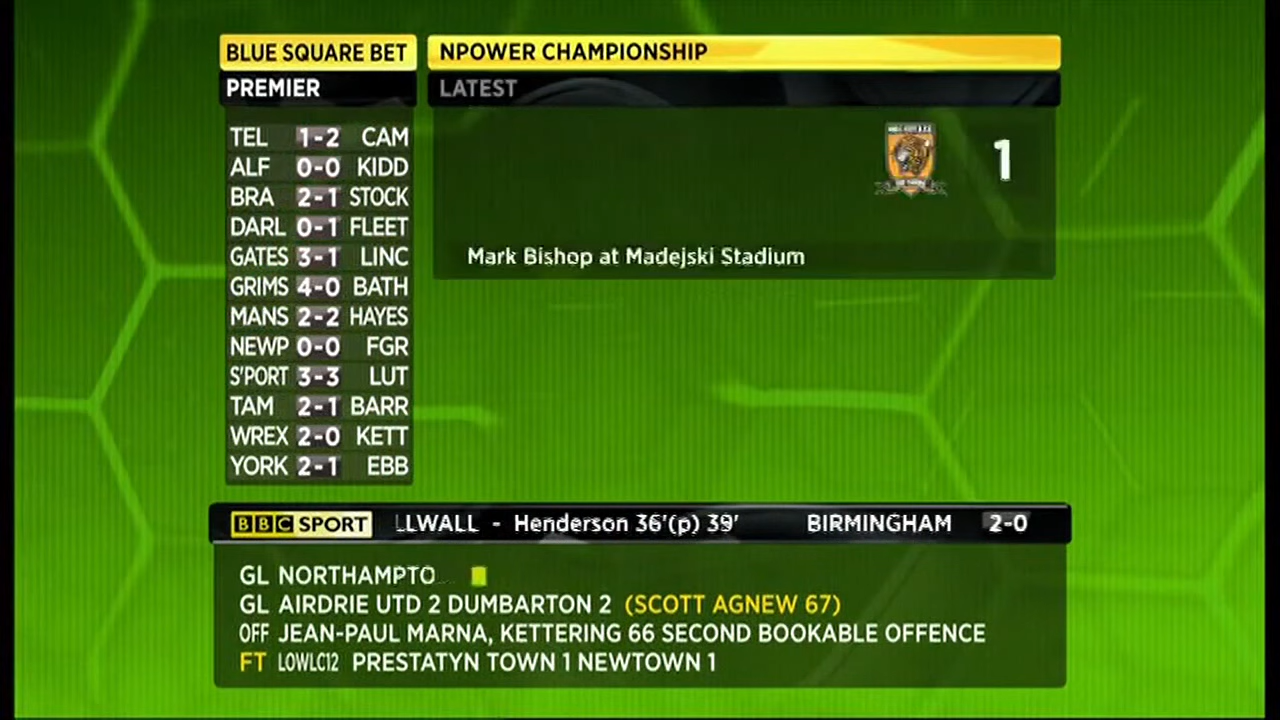 BLUE SQUARE BET
PREMIER
TEL 1-2 CAM
ALF 0-0 KIDD
BRA 2-1 STOCK
DARL 0-1 FLEET
GATES 3-1 LINC
GRIMS 4-0 BATH
MANS 2-2 HAYES
NEWP 0-0 FGR
S'PORT 3-3 LUT
TAM 2-1 BARR
WREX 2-0 KETT
YORK 2-1 EBB
NPOWER CHAMPIONSHIP
LATEST
1
Mark Bishop at Madejski Stadium
BBC SPORT LLWALL - Henderson 36'(p) 39' BIRMINGHAM 2-0
GL NORTHAMPTO
GL AIRDRIE UTD 2 DUMBARTON 2 (SCOTT AGNEW 67)
OFF JEAN-PAUL MARNA, KETTERING 66 SECOND BOOKABLE OFFENCE
FT LOWLC12 PRESTATYN TOWN 1 NEWTOWN 1